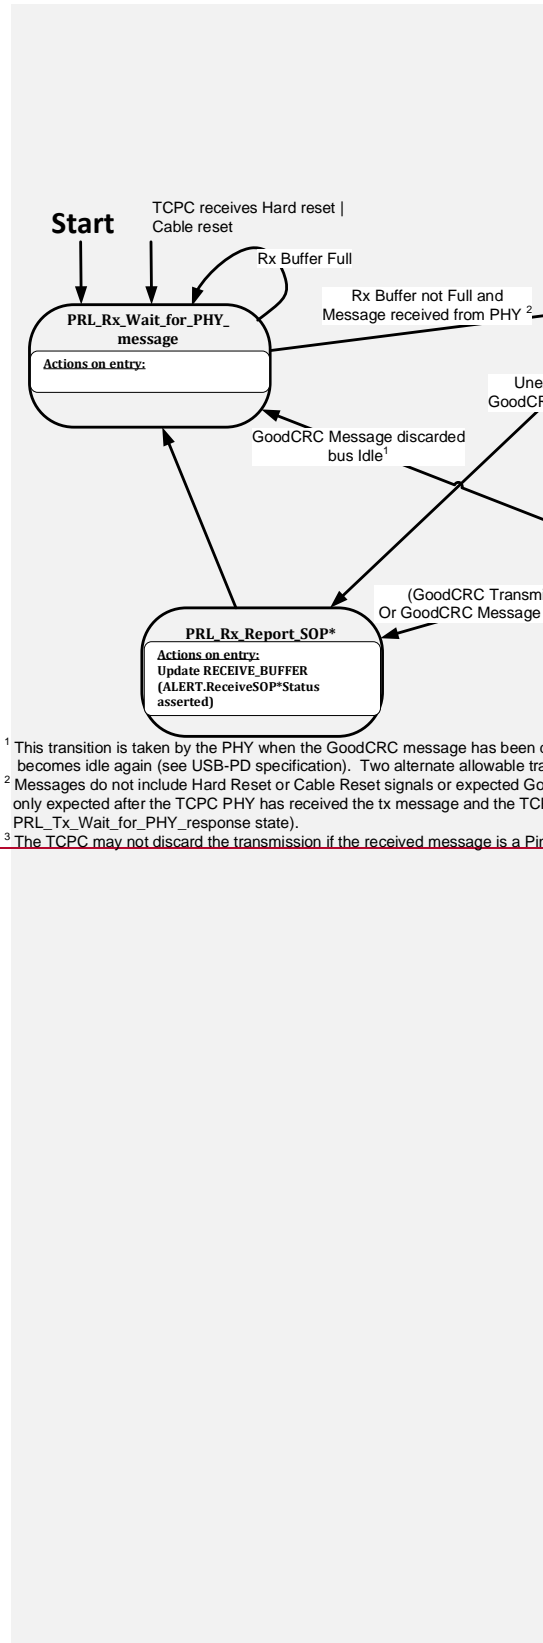 TCPC receives Hard reset |
Start
Cable reset
Rx Buffer Full
Rx Buffer not Full and
Message received from PHY 2
PRL_Rx_Wait_for_PHY_
message
Actions on entry:
GoodCRC Message discarded
bus Idle1
(GoodCRC
Or GoodCRC Message
PRL_Rx_Report_SOP*
Actions on entry:
Update RECEIVE_BUFFER
(ALERT.ReceiveSOP*Status
asserted)
1 This transition is taken by the PHY when the GoodCRC message has been
becomes idle again (see USB-PD specification). Two alternate allowable
2 Messages do not include Hard Reset or Cable Reset signals or expected
only expected after the TCPC PHY has received the tx message and the
PRL_Tx_Wait_for_PHY_response state).
3 The TCPC may not discard the transmission if the received message is a